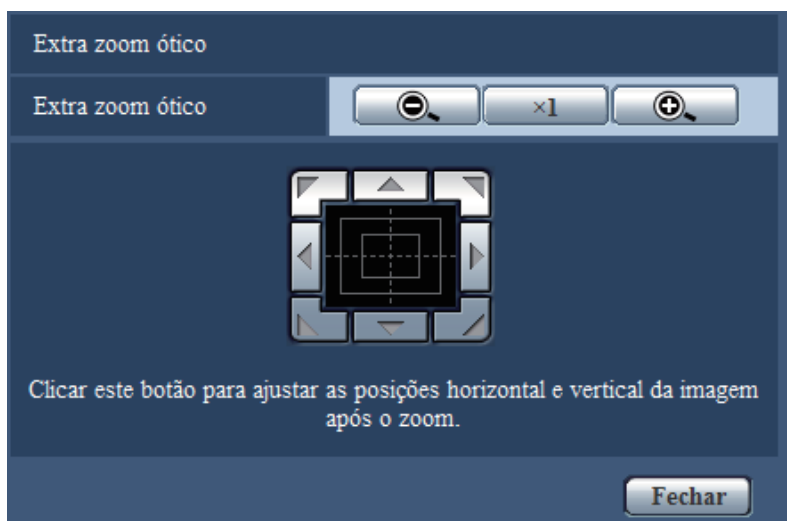 Extra zoom ótico
Extra zoom ótico
×1
Clicar este botão para ajustar as posições horizontal e vertical da imagem
após o zoom.
Fechar